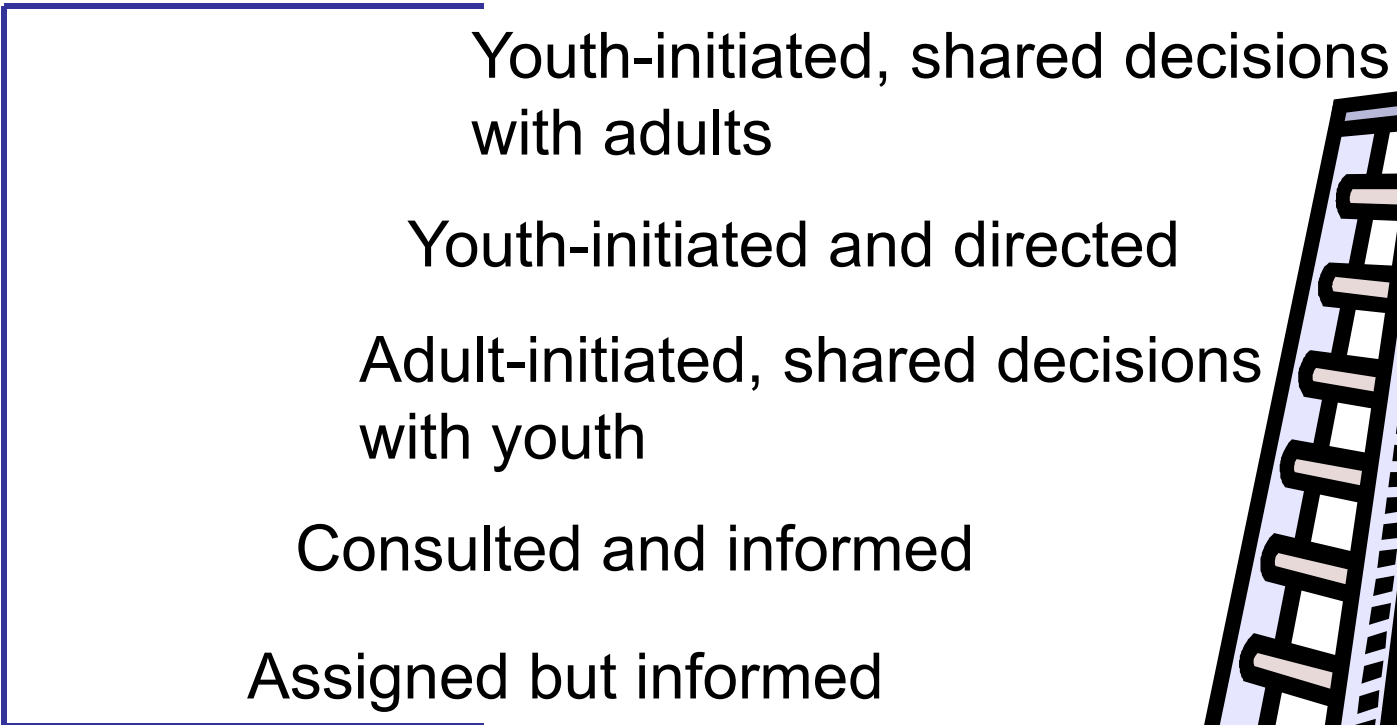 Youth-initiated, shared decisions
with adults
Youth-initiated and directed
Adult-initiated, shared decisions
with youth
Consulted and informed
Assigned but informed